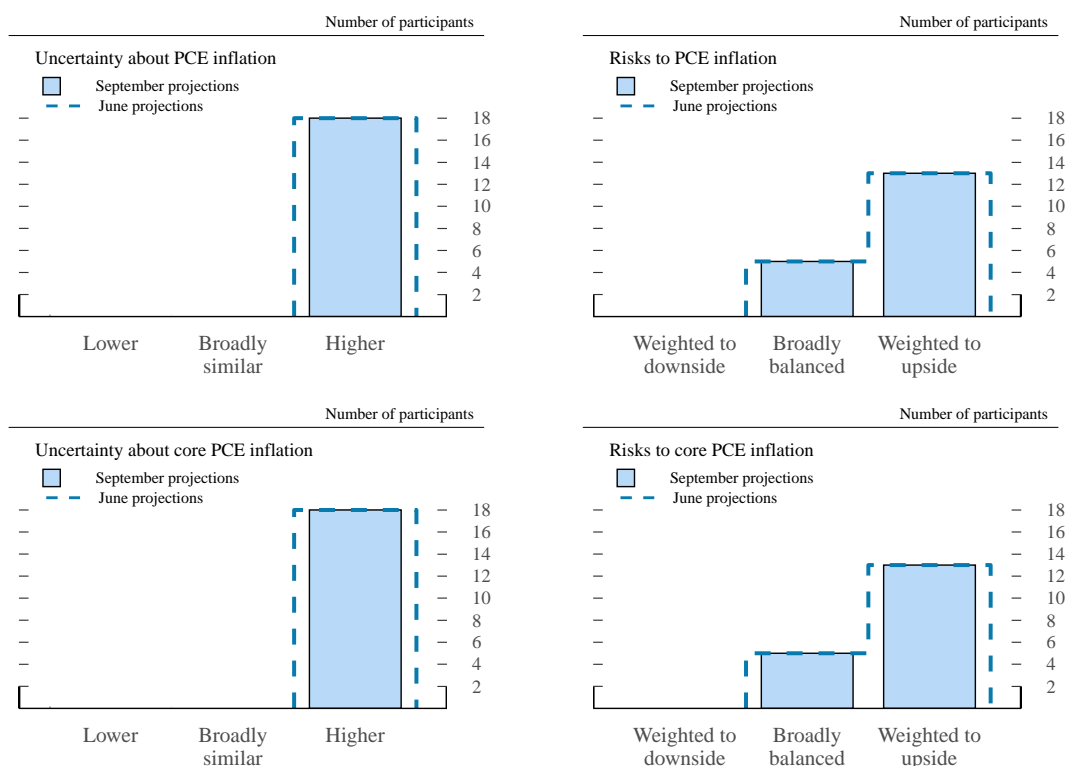 Number of participants
Uncertainty about PCE inflation
September projections
June projections
18
16
14
12
10
8
6
4
2
Lower
Broadly
similar
Higher
Number of participants
Risks to PCE inflation
September projections
June projections
18
16
14
12
10
8
6
4
2
Weighted to
downside
Broadly
balanced
Weighted to
upside
Number of participants
Uncertainty about core PCE inflation
September projections
June projections
18
16
14
12
10
8
6
4
2
Lower
Broadly
similar
Higher
Number of participants
Risks to core PCE inflation
September projections
June projections
18
16
14
12
10
8
6
4
2
Weighted to
downside
Broadly
balanced
Weighted to
upside